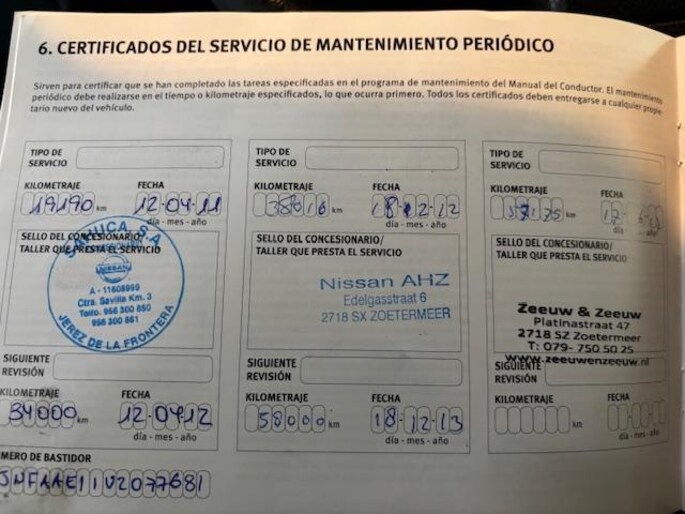 6. CERTIFICADOS DEL SERVICIO DE MANTENIMIENTO PERIÓDICO
Sirven para certificar que se han completado las tareas especificadas en el programa de mantenimiento del Manual del Conductor. El mantenimiento
periódico debe realizarse en el tiempo o kilometraje especificados, lo que ocurra primero. Todos los certificados deben entregarse a cualquier propie-
tario nuevo del vehículo.
TIPO DE
SERVICIO
KILOMETRAJE FECHA
19190 km 12-04-11
día - mes - año
SELLO DEL CONCESIONARIO/
TALLER QUE PRESTA EL SERVICIO
S.A
NISSAN
A - 11608999
Ctra. Sevilla Km. 3
Telfo. 956 300 850
956 300 861
JEREZ DE LA FRONTERA
SIGUIENTE
REVISIÓN
KILOMETRAJE FECHA
34000 km 12-04-12
día - mes - año
MERO DE BASTIDOR
TIPO DE
SERVICIO
KILOMETRAJE FECHA
km 18-12-12
día - mes - año
SELLO DEL CONCESIONARIO/
TALLER QUE PRESTA EL SERVICIO
Nissan AHZ
Edelgasstraat 6
2718 SX ZOETERMEER
SIGUIENTE
REVISIÓN
KILOMETRAJE FECHA
58000 km 18-12-13
día - mes - año
TIPO DE
SERVICIO
KILOMETRAJE FECHA
km
día - mes - año
SELLO DEL CONCESIONARIO/
TALLER QUE PRESTA EL SERVICIO
Zeeuw & Zeeuw
Platinastraat 47
2718 SZ Zoetermeer
T: 079- 750 50 25
www.zeeuwenzeeuw.nl
SIGUIENTE
REVISIÓN
KILOMETRAJE FECHA
km
día - mes - año